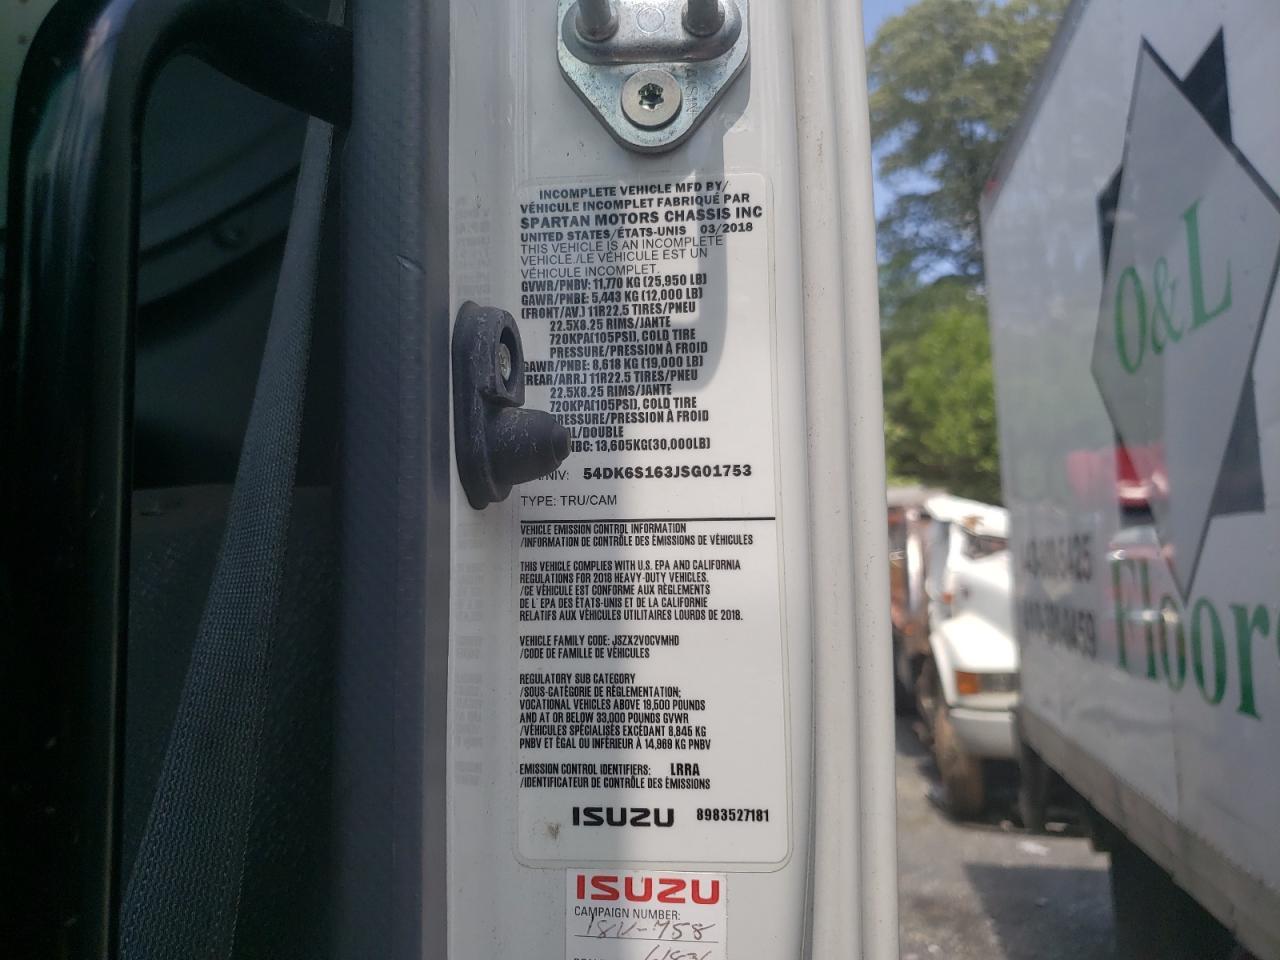 AISIN
INCOMPLETE VEHICLE MFD BY/
VÉHICULE INCOMPLET FABRIQUÉ PAR
SPARTAN MOTORS CHASSIS INC
UNITED STATES/ÉTATS-UNIS 03/2018
THIS VEHICLE IS AN INCOMPLETE
VEHICLE./LE VÉHICULE EST UN
VÉHICULE INCOMPLET.
GVWR/PNBV: 11,770 KG (25,950 LB)
GAWR/PNBE: 5,443 KG (12,000 LB)
(FRONT/AV.) 11R22.5 TIRES/PNEU
22.5X8.25 RIMS/JANTE
720KPA(105PSI), COLD TIRE
PRESSURE/PRESSION À FROID
GAWR/PNBE: 8,618 KG (19,000 LB)
(REAR/ARR.) 11R22.5 TIRES/PNEU
22.5X8.25 RIMS/JANTE
720KPA(105PSI), COLD TIRE
PRESSURE/PRESSION À FROID
/DOUBLE
13,605KG(30,000LB)
/NIV: 54DK6S163JSG01753
TYPE: TRU/CAM
VEHICLE EMISSION CONTROL INFORMATION
/INFORMATION DE CONTRÔLE DES ÉMISSIONS DE VÉHICULES
THIS VEHICLE COMPLIES WITH U.S. EPA AND CALIFORNIA
REGULATIONS FOR 2018 HEAVY-DUTY VEHICLES.
/CE VÉHICULE EST CONFORME AUX RÈGLEMENTS
DE L' EPA DES ÉTATS-UNIS ET DE LA CALIFORNIE
RELATIFS AUX VÉHICULES UTILITAIRES LOURDS DE 2018.
VEHICLE FAMILY CODE: JSZX2VOCVMHD
/CODE DE FAMILLE DE VÉHICULES
REGULATORY SUB CATEGORY
/SOUS-CATÉGORIE DE RÉGLEMENTATION;
VOCATIONAL VEHICLES ABOVE 19,500 POUNDS
AND AT OR BELOW 33,000 POUNDS GVWR
/VÉHICULES SPÉCIALISÉS EXCÉDANT 8,845 KG
PNBV ET ÉGAL OU INFÉRIEUR À 14,969 KG PNBV
EMISSION CONTROL IDENTIFIERS: LRRA
/IDENTIFICATEUR DE CONTRÔLE DES ÉMISSIONS
ISUZU 8983527181
ISUZU
CAMPAIGN NUMBER:
18V-758
O&L
Floor